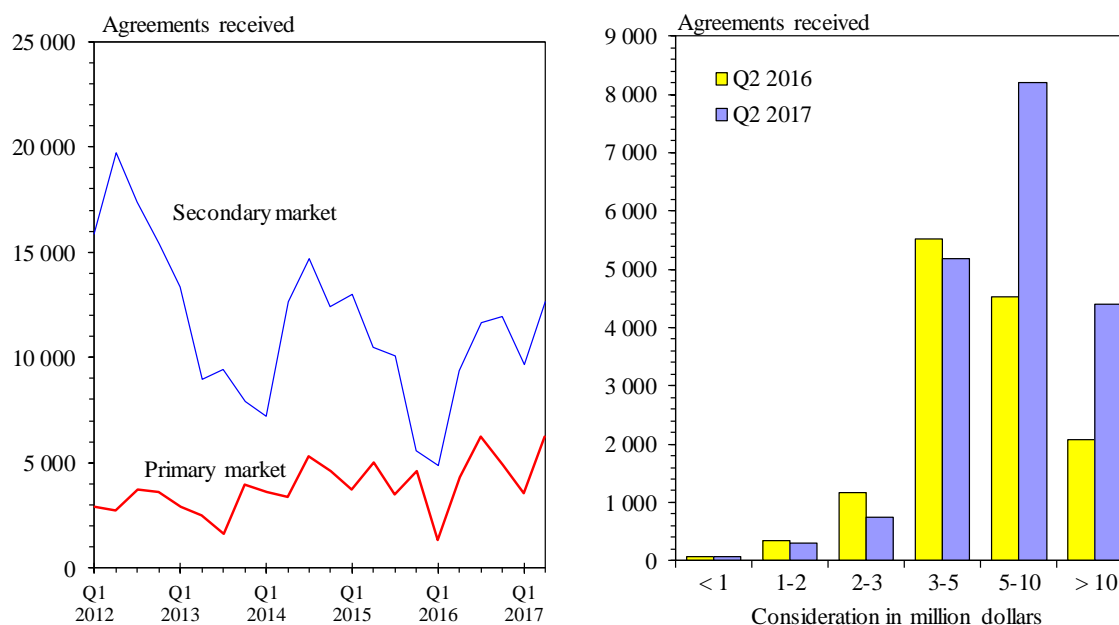 Agreements received
25 000
20 000
15 000
10 000
5 000
0
Secondary market
Primary market
Q1 Q1 Q1 Q1 Q1 Q1
2012 2013 2014 2015 2016 2017
Agreements received
9 000
8 000
7 000
6 000
5 000
4 000
3 000
2 000
1 000
0
Q2 2016
Q2 2017
< 1 1-2 2-3 3-5 5-10 > 10
Consideration in million dollars